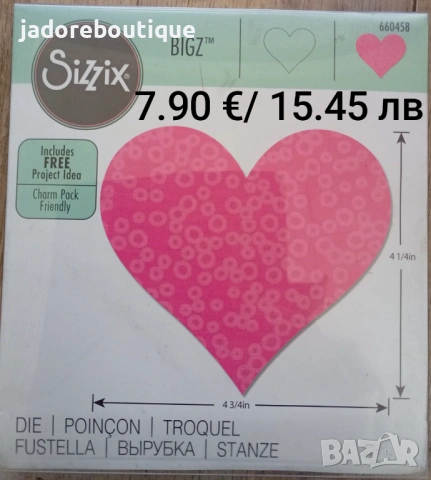 jadoreboutique
BIGZ™
660458
Sizzix
7.90 €/ 15.45 лв
Includes
FREE
Project Idea
Charm Pack
Friendly
4 1/4in
4 3/4in
DIE | POINÇON | TROQUEL
FUSTELLA | ВЫРУБКА | STANZE
BAZAR